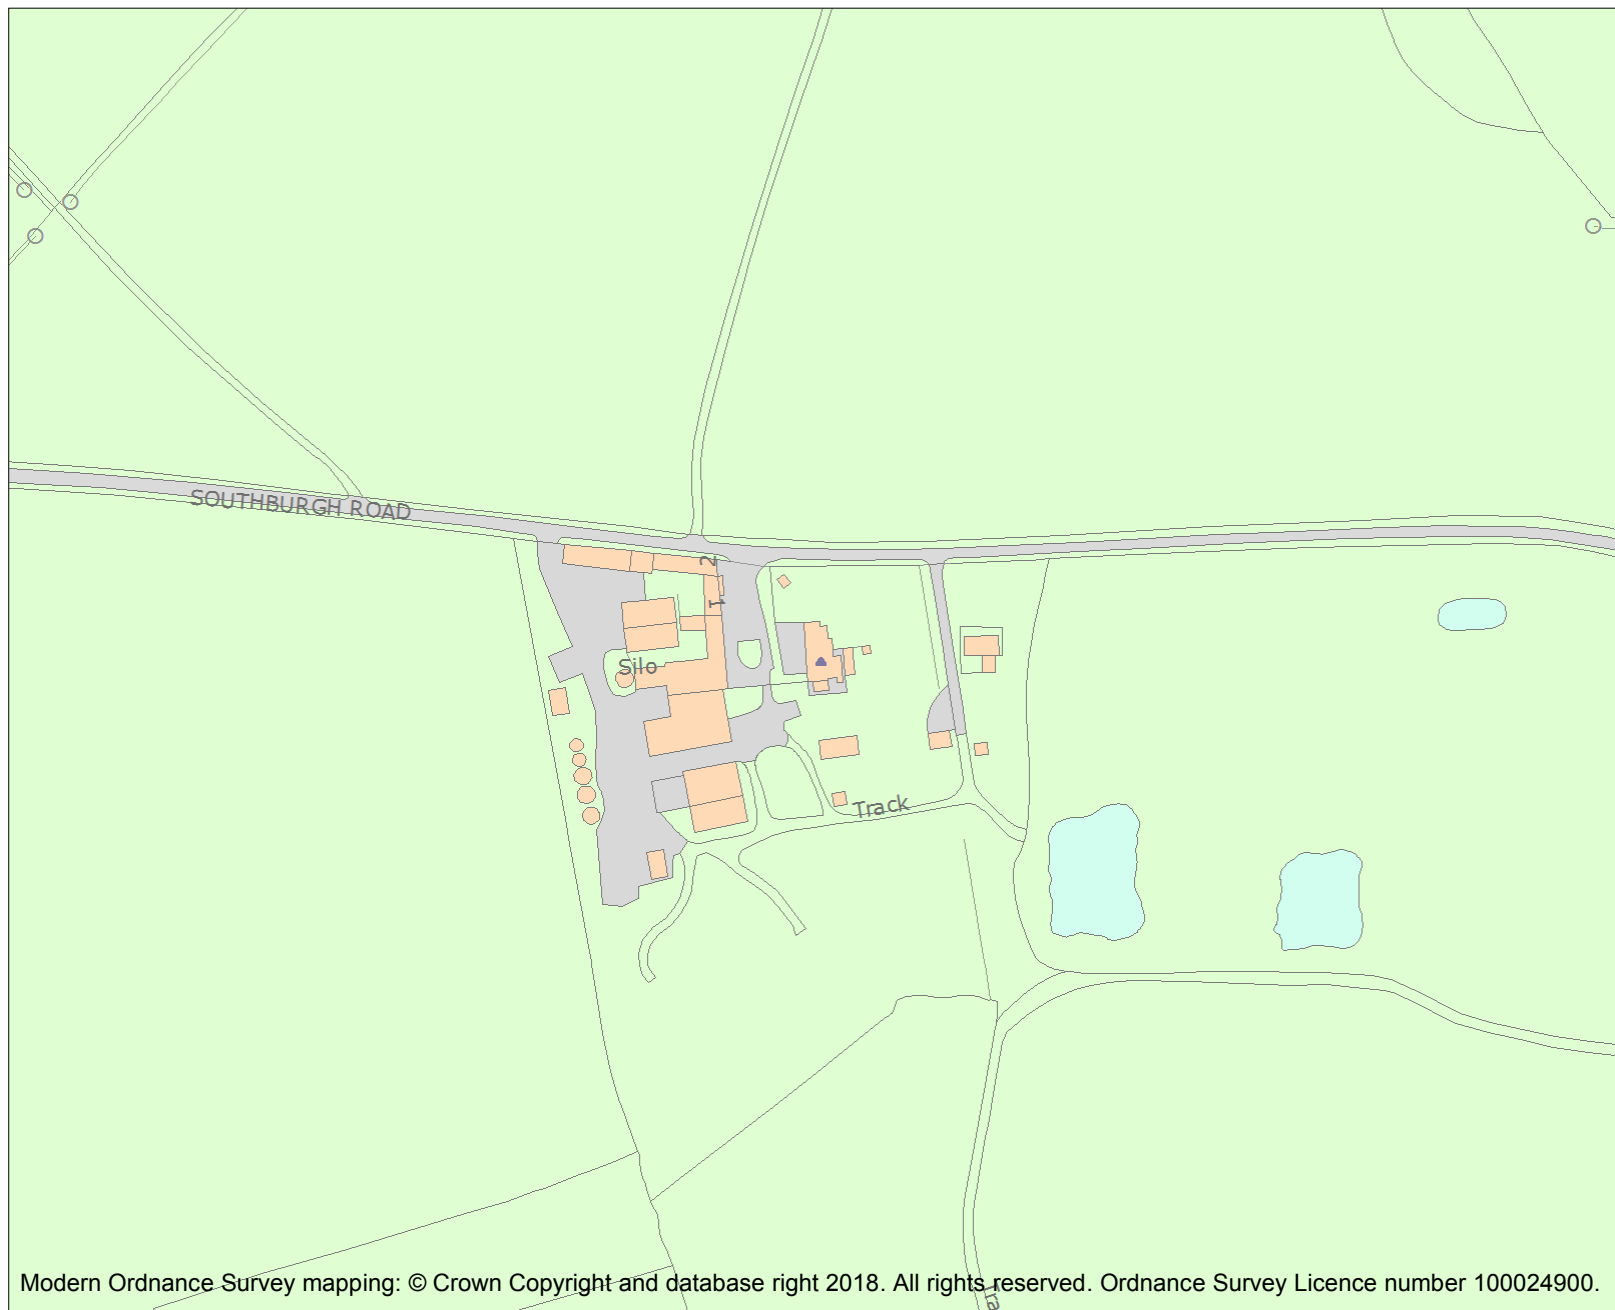 SOUTHBURGH ROAD
2
1
Silo
Track
Modern Ordnance Survey mapping: © Crown Copyright and database right 2018. All rights reserved. Ordnance Survey Licence number 100024900.